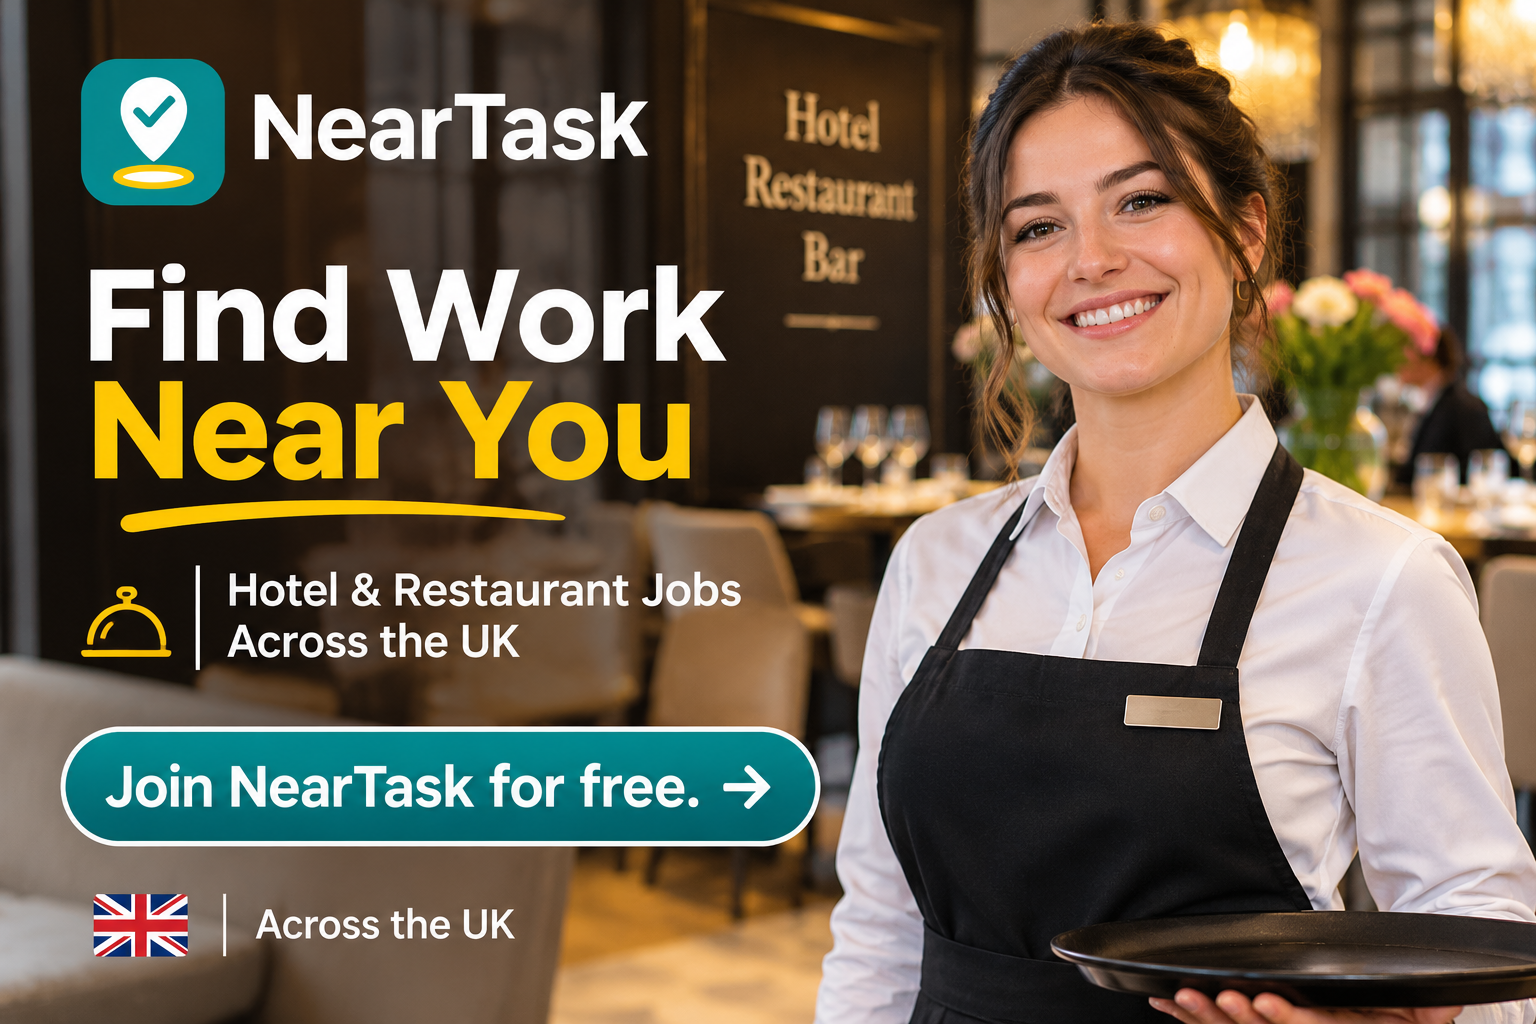 NearTask
Hotel
Restaurant
Bar
Find Work
Near You
Hotel & Restaurant Jobs
Across the UK
Join NearTask for free. →
Across the UK